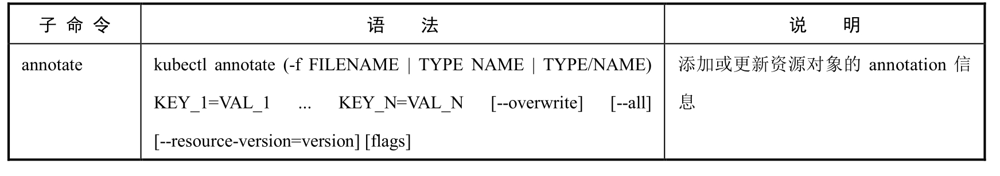 子 命 令 语 法 说 明
annotate kubectl annotate (-f FILENAME | TYPE NAME | TYPE/NAME) 添加或更新资源对象的 annotation 信
KEY_1=VAL_1 ... KEY_N=VAL_N [--overwrite] [--all] 息
[--resource-version=version] [flags]